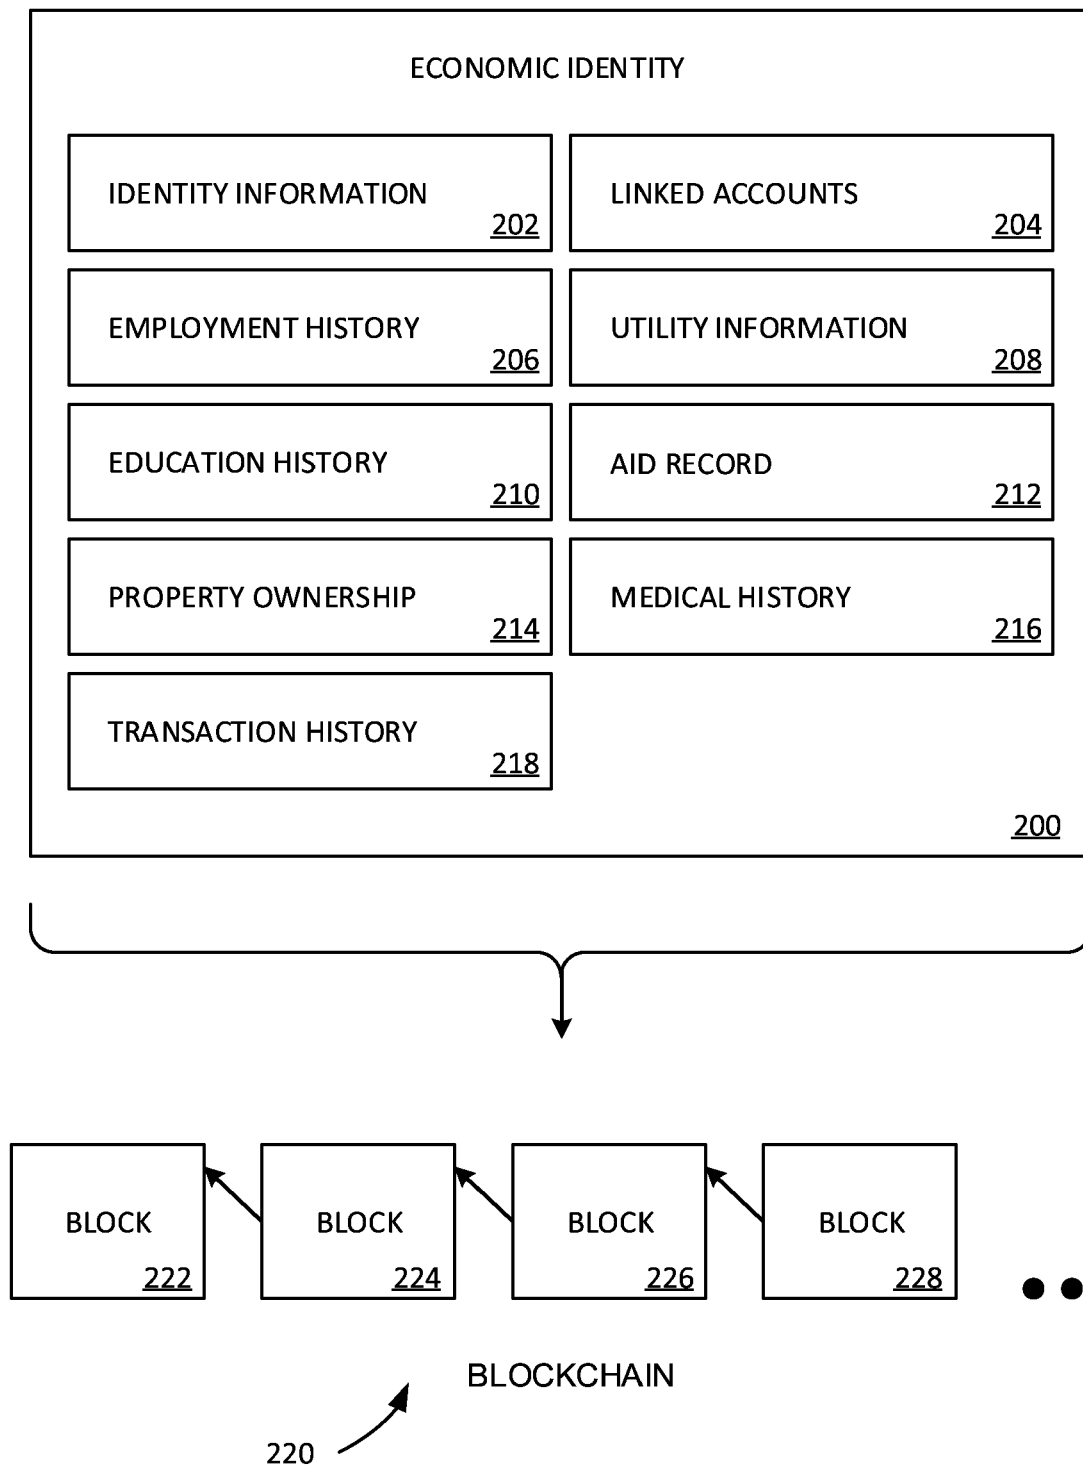 ECONOMIC IDENTITY
IDENTITY INFORMATION
202
LINKED ACCOUNTS
204
EMPLOYMENT HISTORY
206
UTILITY INFORMATION
208
EDUCATION HISTORY
210
AID RECORD
212
PROPERTY OWNERSHIP
214
MEDICAL HISTORY
216
TRANSACTION HISTORY
218
200
BLOCK
222
BLOCK
224
BLOCK
226
BLOCK
228
BLOCKCHAIN
220